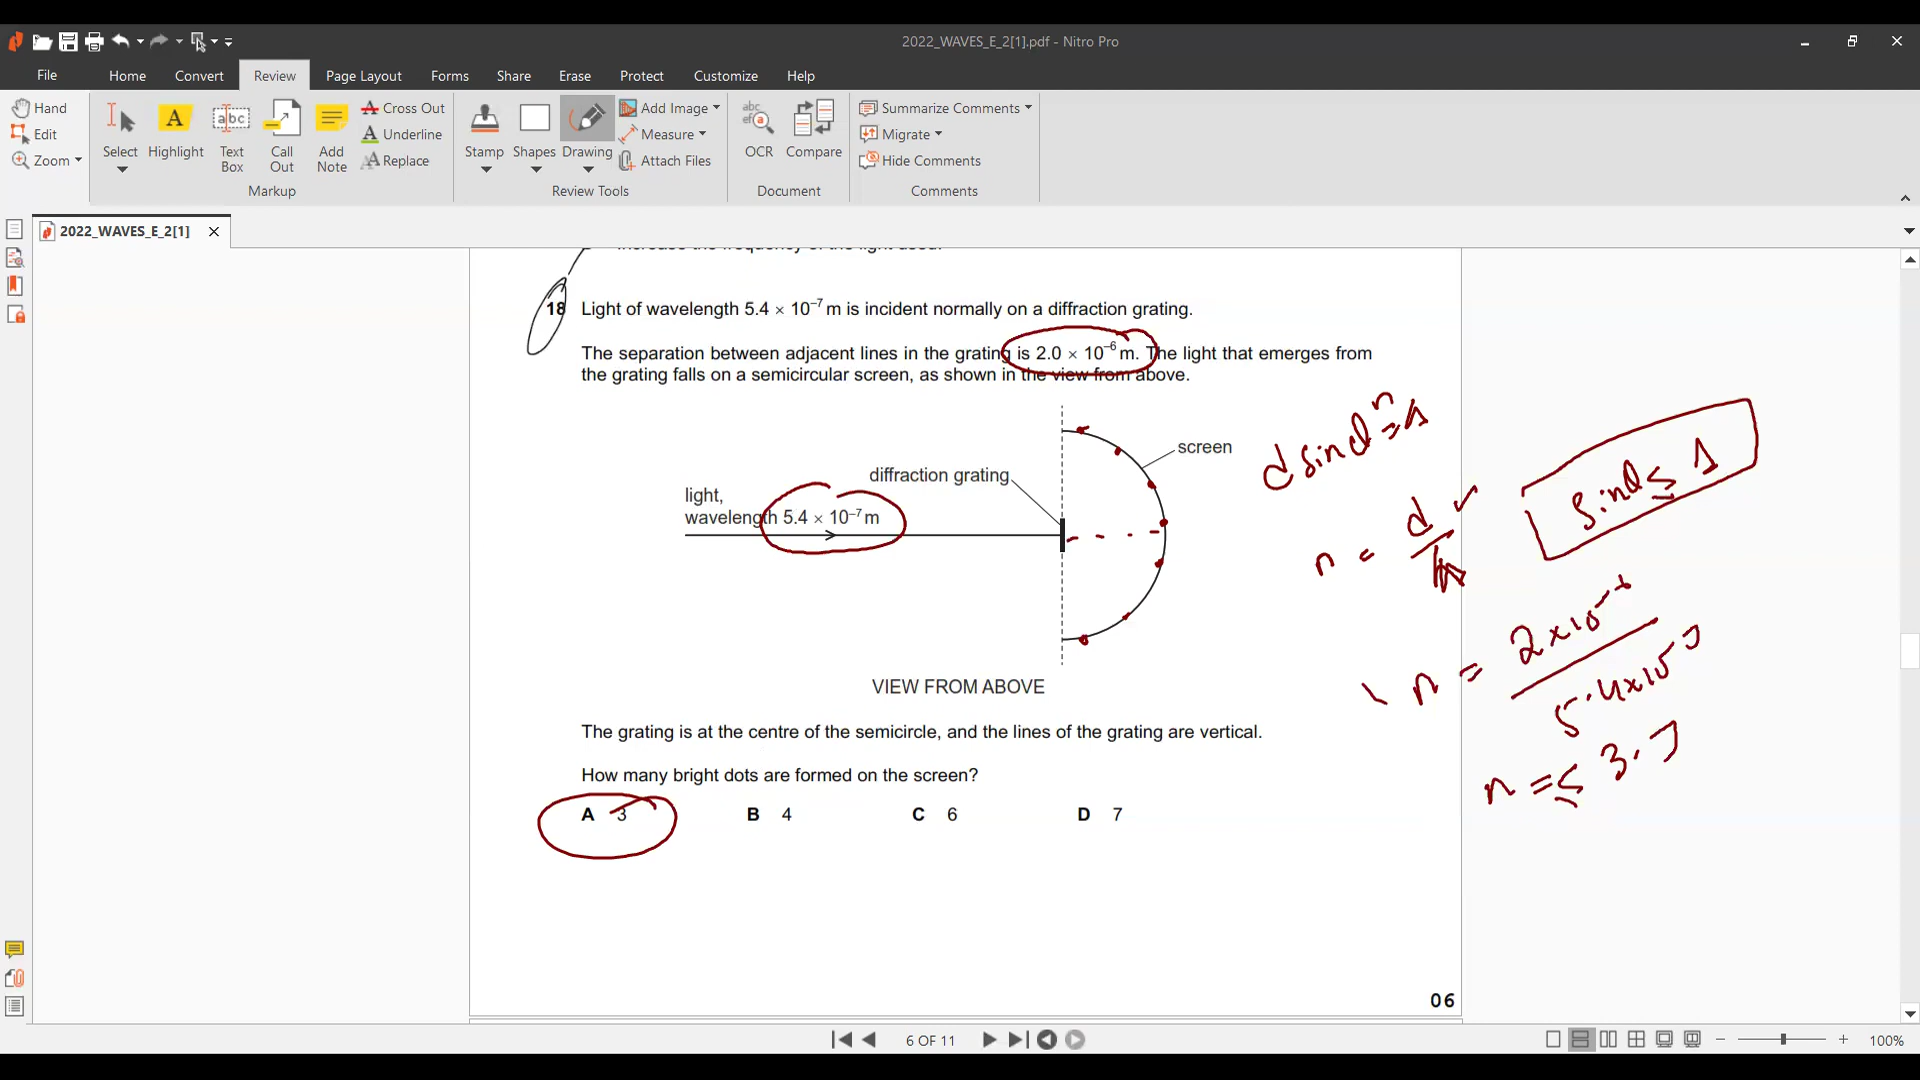 2022_WAVES_E_2[1].pdf - Nitro Pro
File Home Convert Review Page Layout Forms Share Erase Protect Customize Help
Hand
Edit
Zoom
Select
Highlight
Text Box
Call Out
Add Note
Cross Out
Underline
Replace
Markup
Stamp
Shapes
Drawing
Add Image
Measure
Attach Files
Review Tools
OCR
Compare
Document
Summarize Comments
Migrate
Hide Comments
Comments
2022_WAVES_E_2[1]
increase the frequency of the light used.
18 Light of wavelength 5.4 × 10⁻⁷ m is incident normally on a diffraction grating.
The separation between adjacent lines in the grating is 2.0 × 10⁻⁶ m. The light that emerges from
the grating falls on a semicircular screen, as shown in the view from above.
screen
diffraction grating
light,
wavelength 5.4 × 10⁻⁷ m
VIEW FROM ABOVE
The grating is at the centre of the semicircle, and the lines of the grating are vertical.
How many bright dots are formed on the screen?
A 3 B 4 C 6 D 7
n =
n = 2×10⁻⁶
5.4×10⁻⁷
n = ≤ 3.7
06
6 OF 11
100%